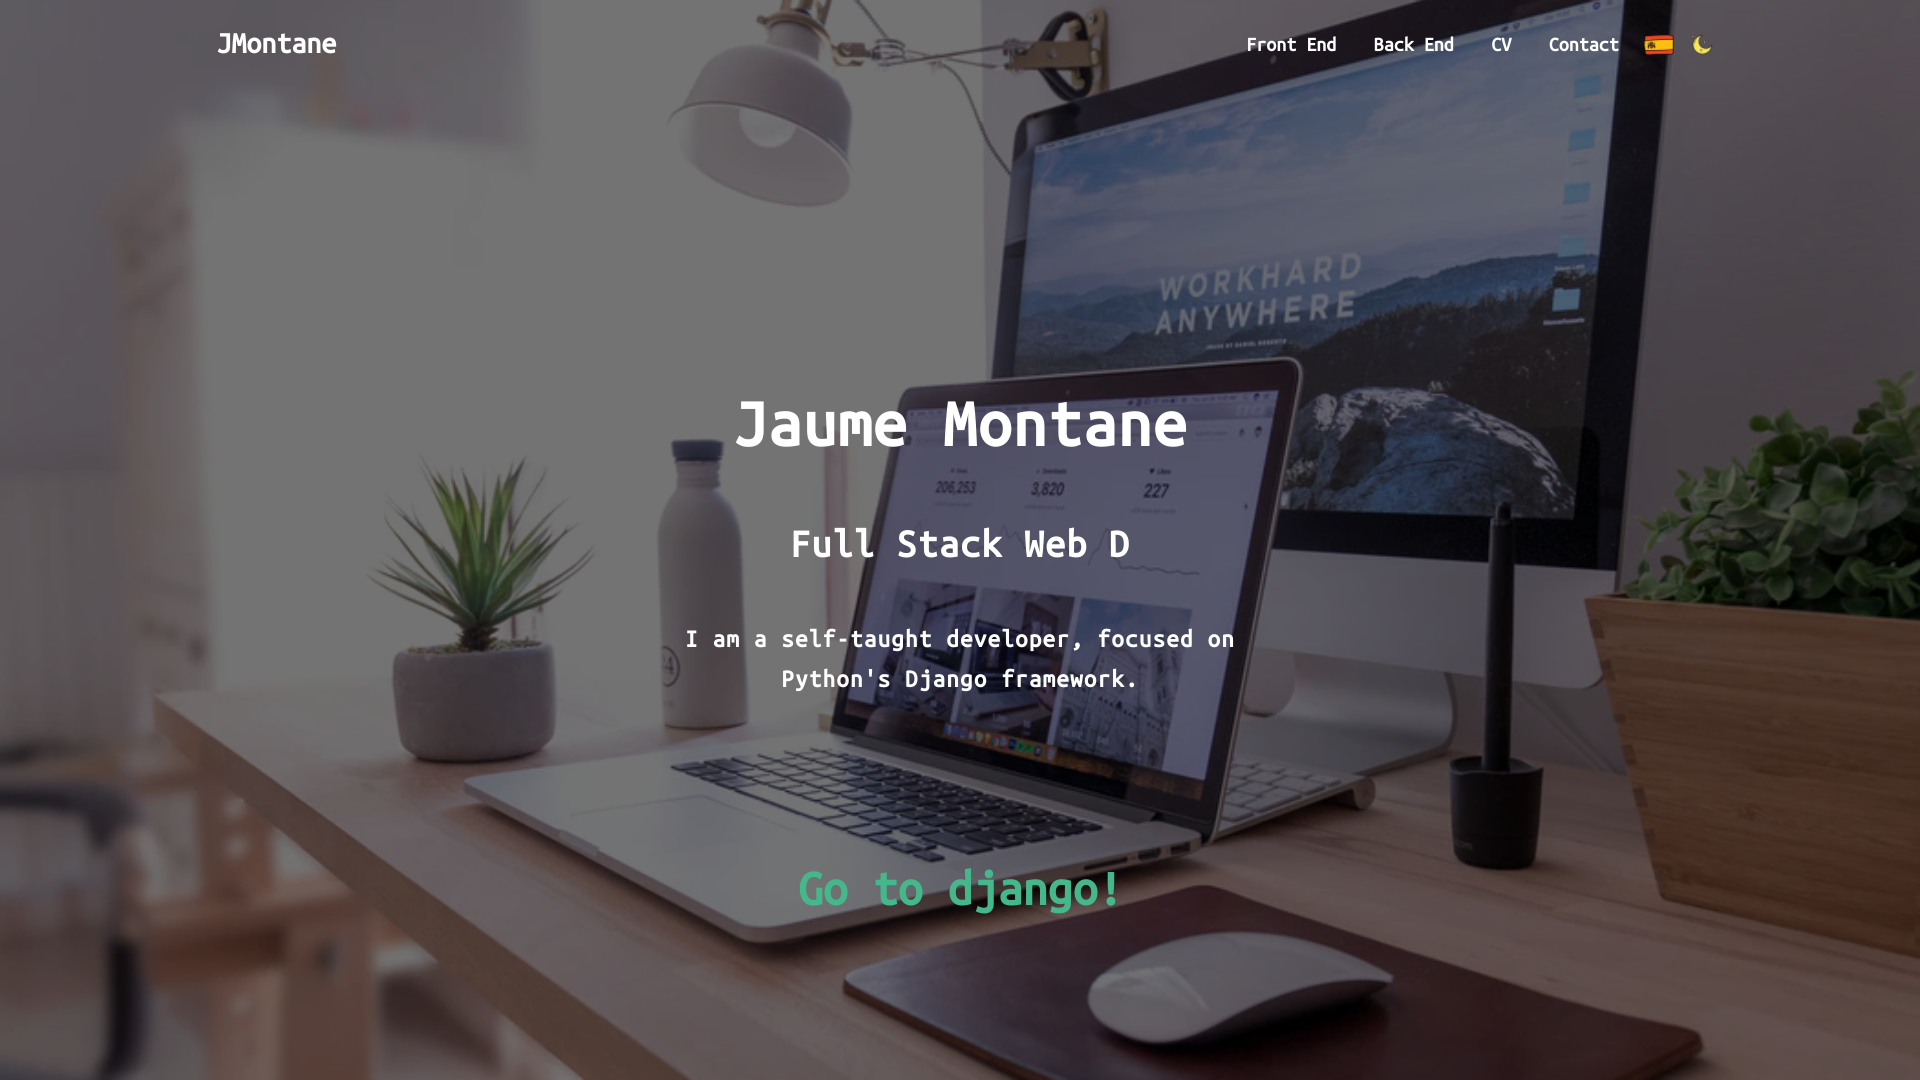 JMontane
Front End
Back End
CV
Contact
WORKHARD
ANYWHERE
Jaume Montane
206,253
3,820
227
Full Stack Web D
I am a self-taught developer, focused on
Python's Django framework.
Go to django!